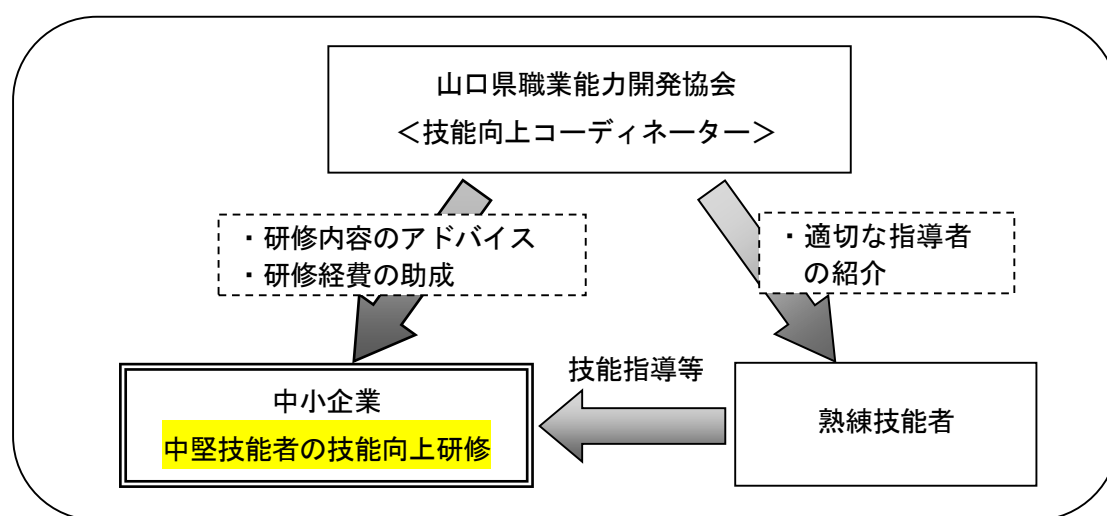 山口県職業能力開発協会
＜技能向上コーディネーター＞
・研修内容のアドバイス
・研修経費の助成
・適切な指導者
の紹介
技能指導等
中小企業
中堅技能者の技能向上研修
熟練技能者